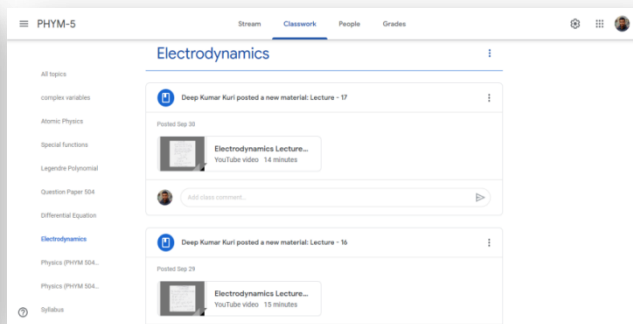 PHYM-5
Stream Classwork People Grades
Electrodynamics
All topics
complex variables
Atomic Physics
Special functions
Legendre Polynomial
Question Paper 504
Differential Equation
Electrodynamics
Physics (PHYM 504...
Physics (PHYM 504...
Syllabus
Deep Kumar Kuri posted a new material: Lecture - 17
Posted Sep 30
Electrodynamics Lecture...
YouTube video 14 minutes
Add class comment...
Deep Kumar Kuri posted a new material: Lecture - 16
Posted Sep 29
Electrodynamics Lecture...
YouTube video 15 minutes